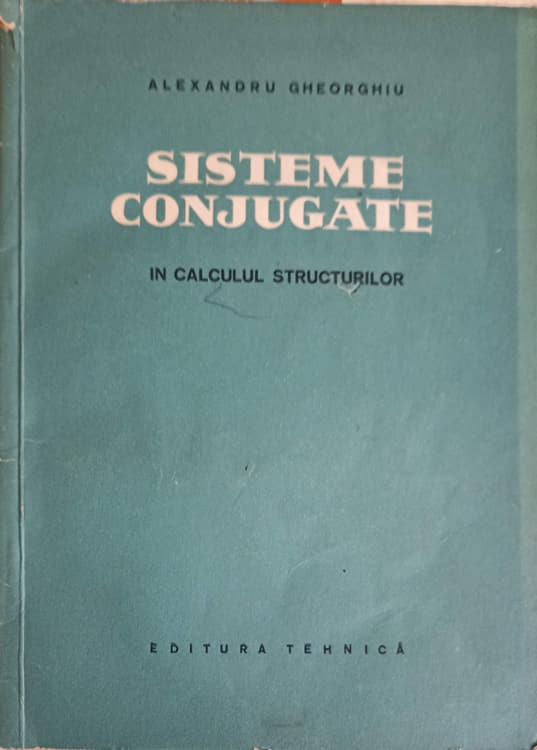 ALEXANDRU GHEORGHIU
SISTEME
CONJUGATE
IN CALCULUL STRUCTURILOR
EDITURA TEHNICĂ